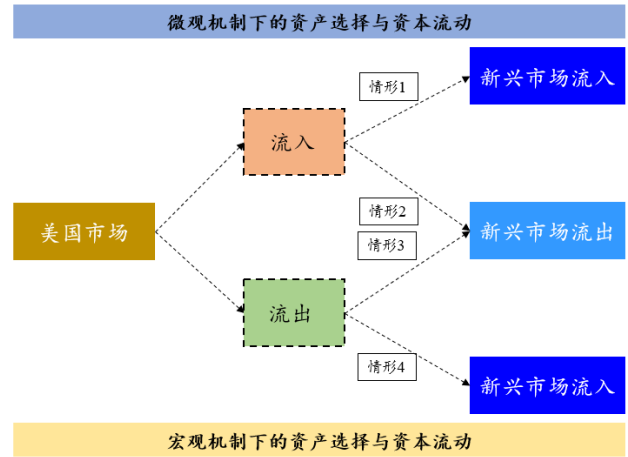 微观机制下的资产选择与资本流动
情形1
新兴市场流入
流入
情形2
美国市场
新兴市场流出
情形3
流出
情形4
新兴市场流入
宏观机制下的资产选择与资本流动